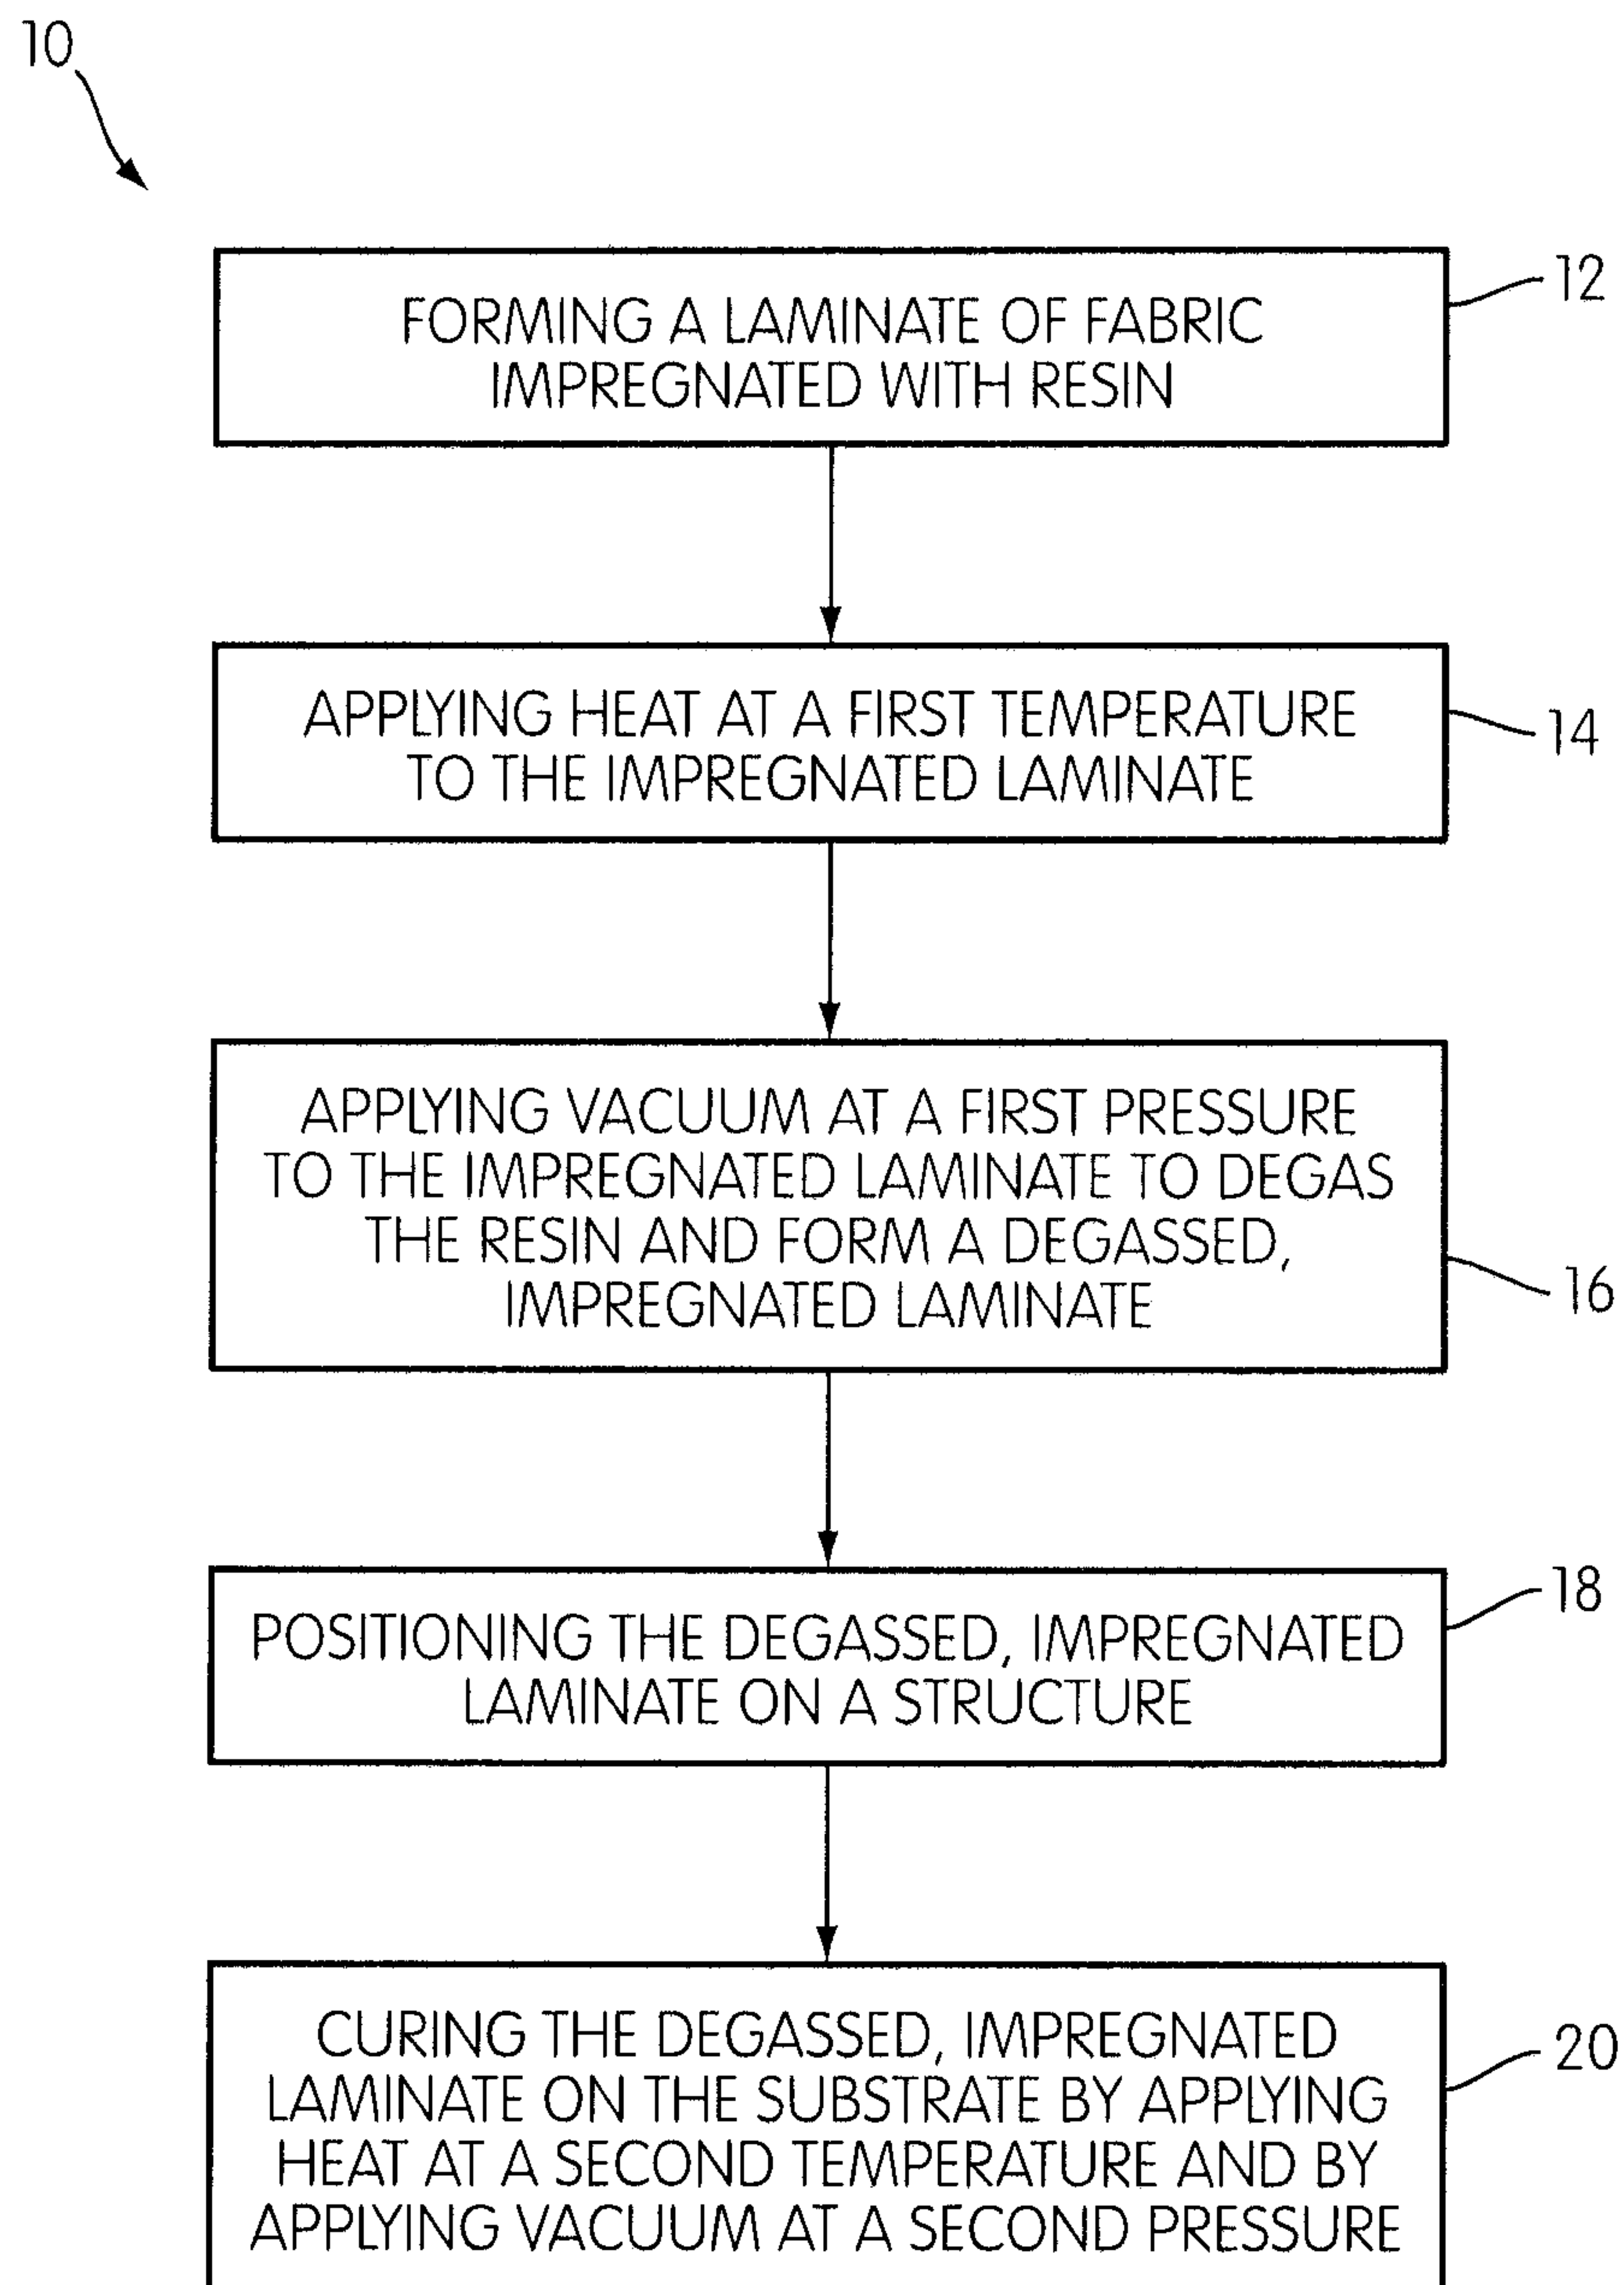 10
FORMING A LAMINATE OF FABRIC
IMPREGNATED WITH RESIN
12
APPLYING HEAT AT A FIRST TEMPERATURE
TO THE IMPREGNATED LAMINATE
14
APPLYING VACUUM AT A FIRST PRESSURE
TO THE IMPREGNATED LAMINATE TO DEGAS
THE RESIN AND FORM A DEGASSED,
IMPREGNATED LAMINATE
16
POSITIONING THE DEGASSED, IMPREGNATED
LAMINATE ON A STRUCTURE
18
CURING THE DEGASSED, IMPREGNATED
LAMINATE ON THE SUBSTRATE BY APPLYING
HEAT AT A SECOND TEMPERATURE AND BY
APPLYING VACUUM AT A SECOND PRESSURE
20